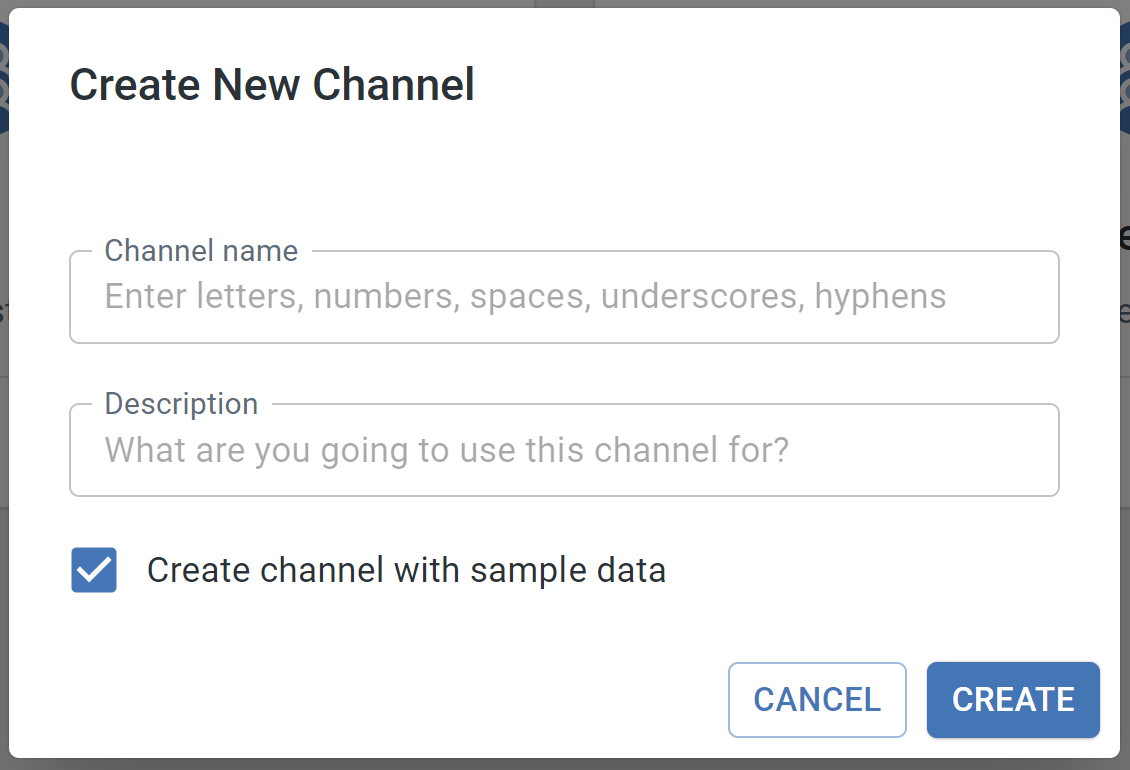 Create New Channel
Channel name
Enter letters, numbers, spaces, underscores, hyphens
Description
What are you going to use this channel for?
Create channel with sample data
CANCEL
CREATE